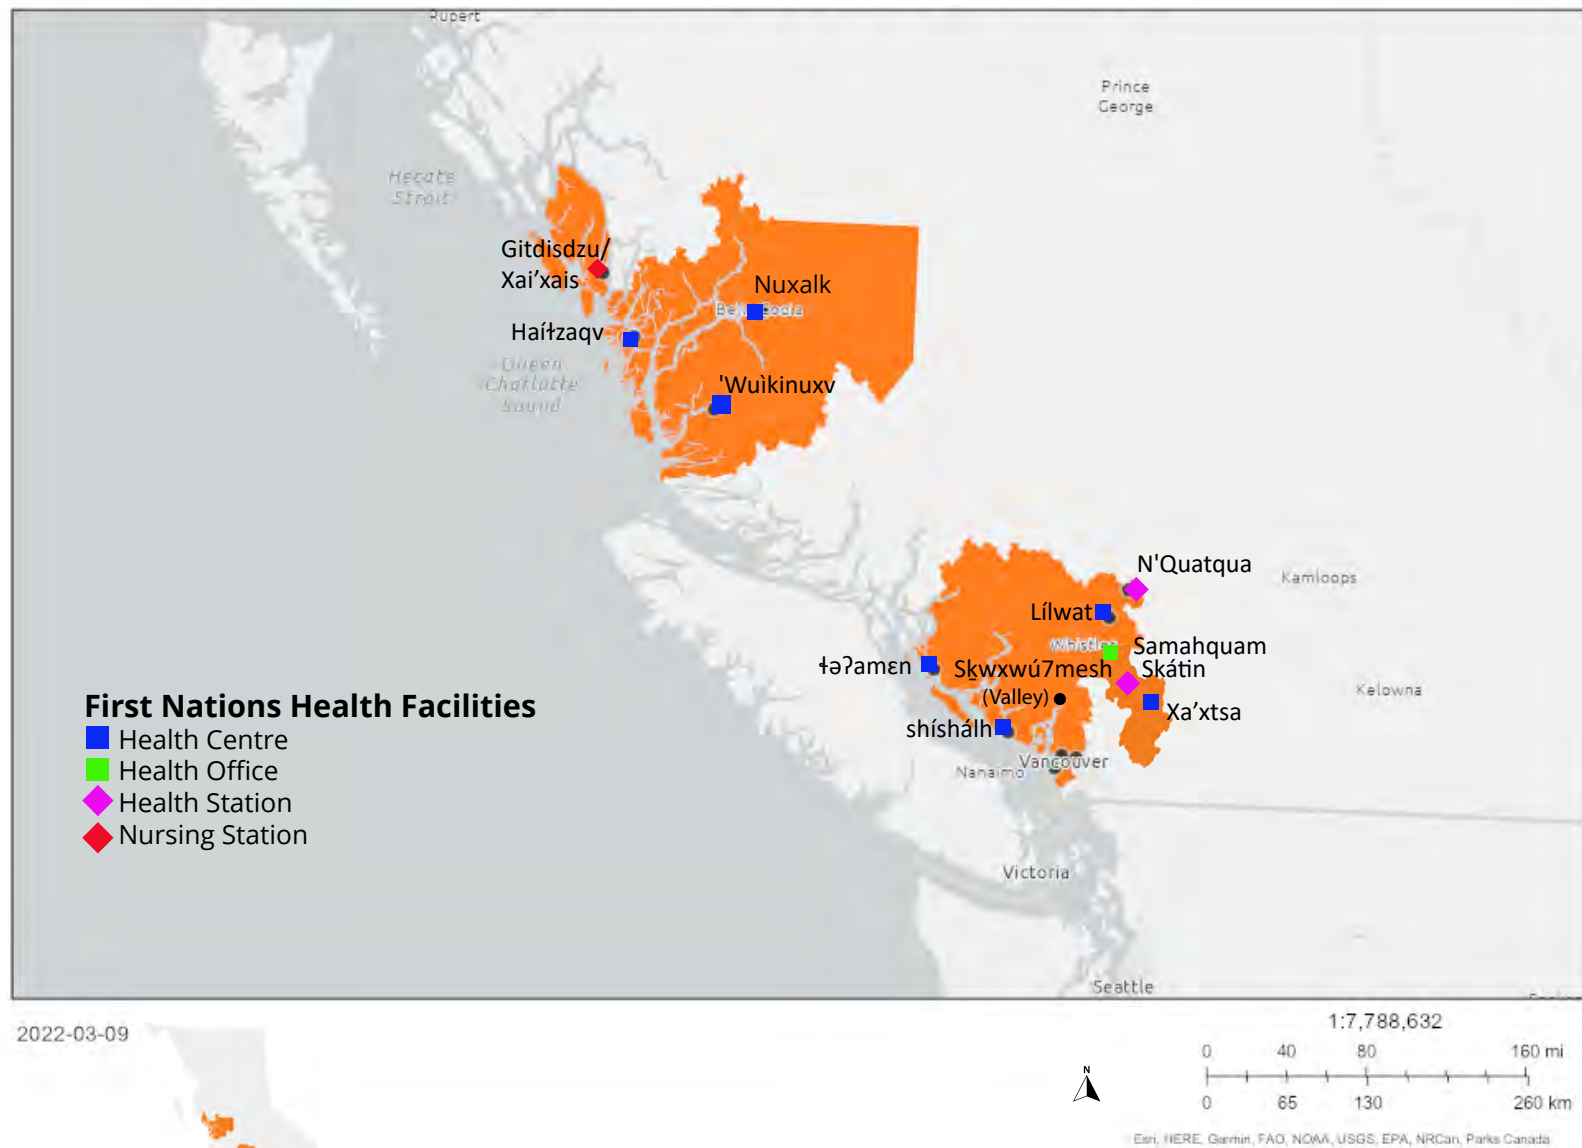 Rupert
Prince
George
Hecate
Strait
Gitdisdzu/
Xai’xais
Nuxalk
Haíɫzaqv
Queen
Charlotte
Sound
'Wuìkinuxv
N'Quatqua
Kamloops
Lílwat
Whistler
Samahquam
ɬəʔamɛn
Sḵwxwú7mesh
Skátin
(Valley)
Kelowna
Xa’xtsa
shíshálh
Vancouver
Nanaimo
First Nations Health Facilities
Health Centre
Health Office
Health Station
Nursing Station
Victoria
Seattle
2022-03-09
1:7,788,632
0 40 80 160 mi
N
0 65 130 260 km
Esri, HERE, Garmin, FAO, NOAA, USGS, EPA, NRCan, Parks Canada